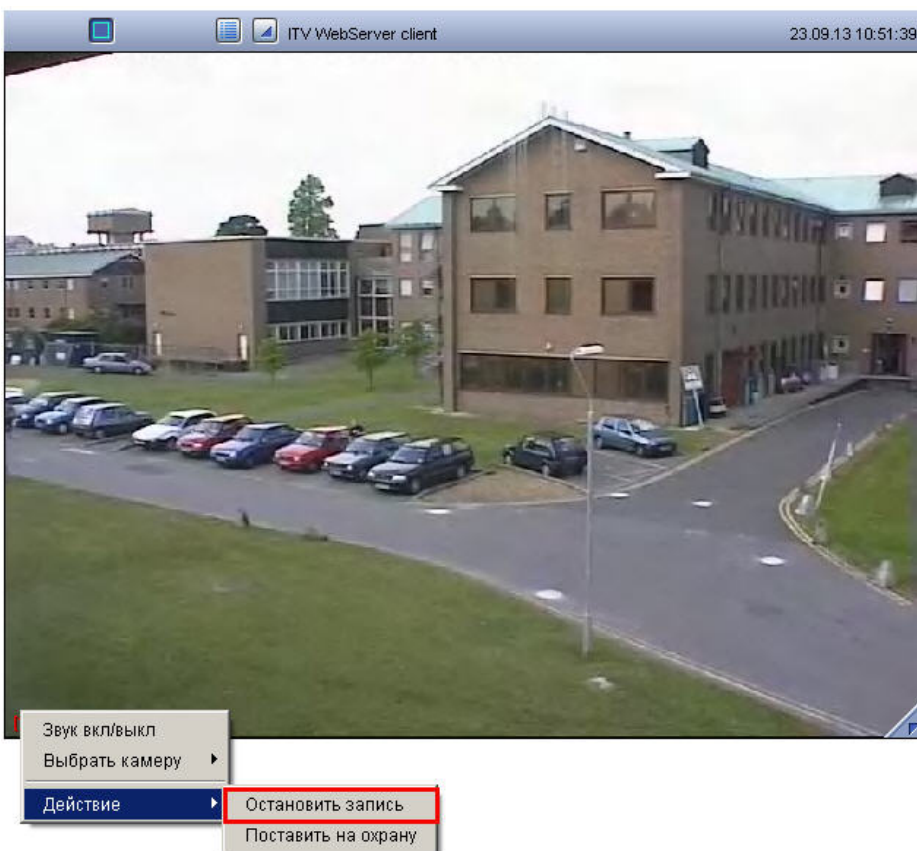 ITV WebServer client
23.09.13 10:51:39
Звук вкл/выкл
Выбрать камеру
Действие
Остановить запись
Поставить на охрану